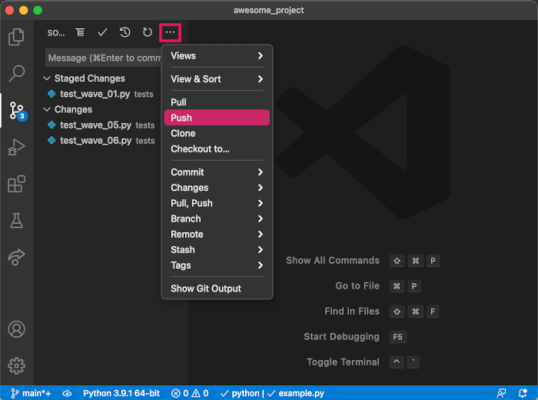 awesome_project
SO...
Message (⌘Enter to comm
Staged Changes
test_wave_01.py tests
Changes
test_wave_05.py tests
test_wave_06.py tests
Views
View & Sort
Pull
Push
Clone
Checkout to...
Commit
Changes
Pull, Push
Branch
Remote
Stash
Tags
Show Git Output
3
Show All Commands ⇧ ⌘ P
Go to File ⌘ P
Find in Files ⇧ ⌘ F
Start Debugging F5
Toggle Terminal ^ `
main*+ Python 3.9.1 64-bit 0 0 ✓ python | ✓ example.py